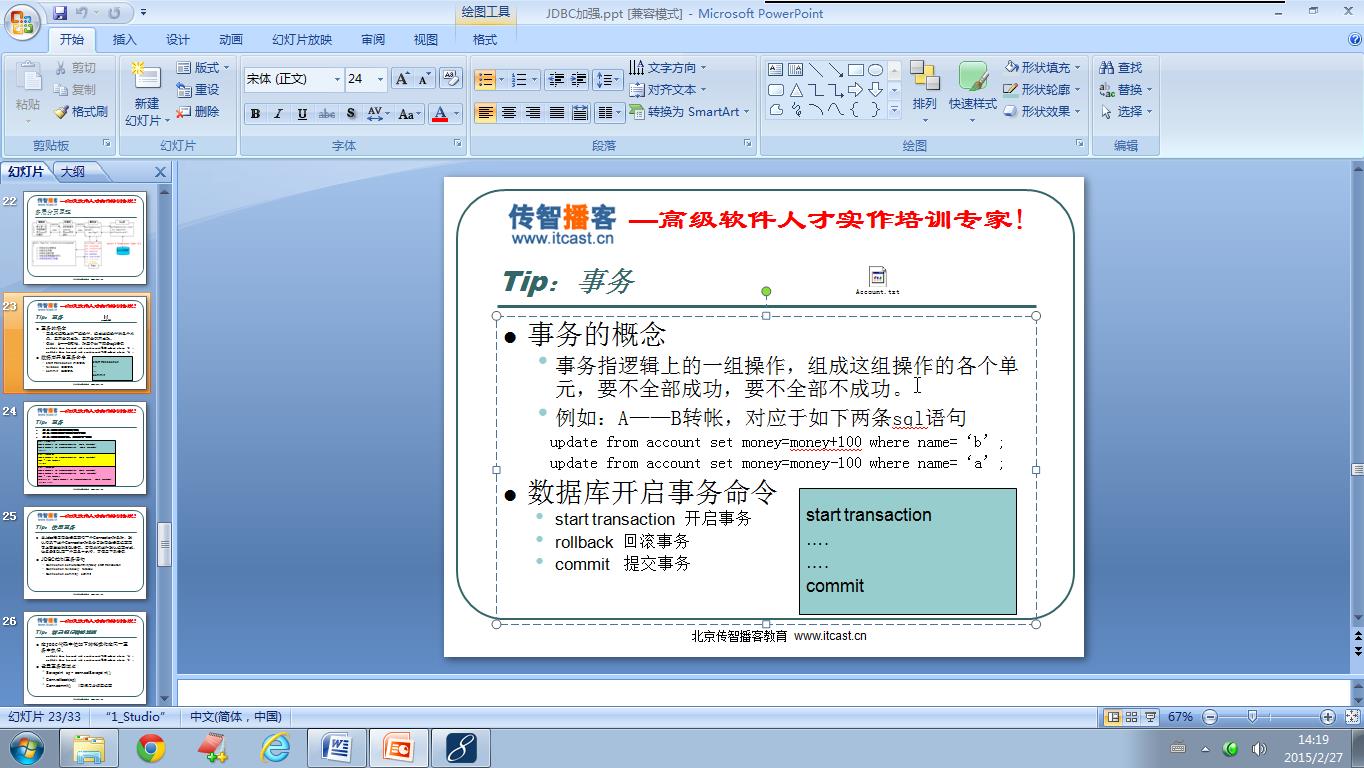 绘图工具
JDBC加强.ppt [兼容模式] - Microsoft PowerPoint
开始 插入 设计 动画 幻灯片放映 审阅 视图 格式
粘贴 剪切 复制 格式刷
剪贴板
新建
幻灯片
版式 重设 删除
幻灯片
宋体 (正文) 24
B I U abc S AV Aa A
字体
文字方向
对齐文本
转换为 SmartArt
段落
排列 快速样式
形状填充
形状轮廓
形状效果
绘图
查找
替换
选择
编辑
幻灯片 大纲
22
23
24
25
26
传智播客 —高级软件人才实作培训专家!
www.itcast.cn
Tip: 事务
Account.txt
事务的概念
事务指逻辑上的一组操作，组成这组操作的各个单
元，要不全部成功，要不全部不成功。
例如：A——B转帐，对应于如下两条sql语句
update from account set money=money+100 where name=‘b’;
update from account set money=money-100 where name=‘a’;
数据库开启事务命令
start transaction 开启事务
rollback 回滚事务
commit 提交事务
start transaction
....
....
commit
北京传智播客教育 www.itcast.cn
幻灯片 23/33 “1_Studio” 中文(简体，中国) 67%
14:19
2015/2/27